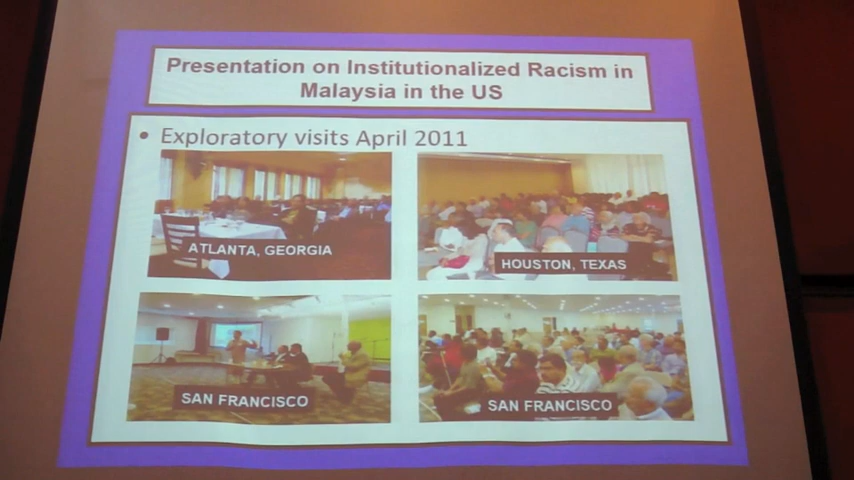 Presentation on Institutionalized Racism in
Malaysia in the US
• Exploratory visits April 2011
ATLANTA, GEORGIA
HOUSTON, TEXAS
SAN FRANCISCO
SAN FRANCISCO